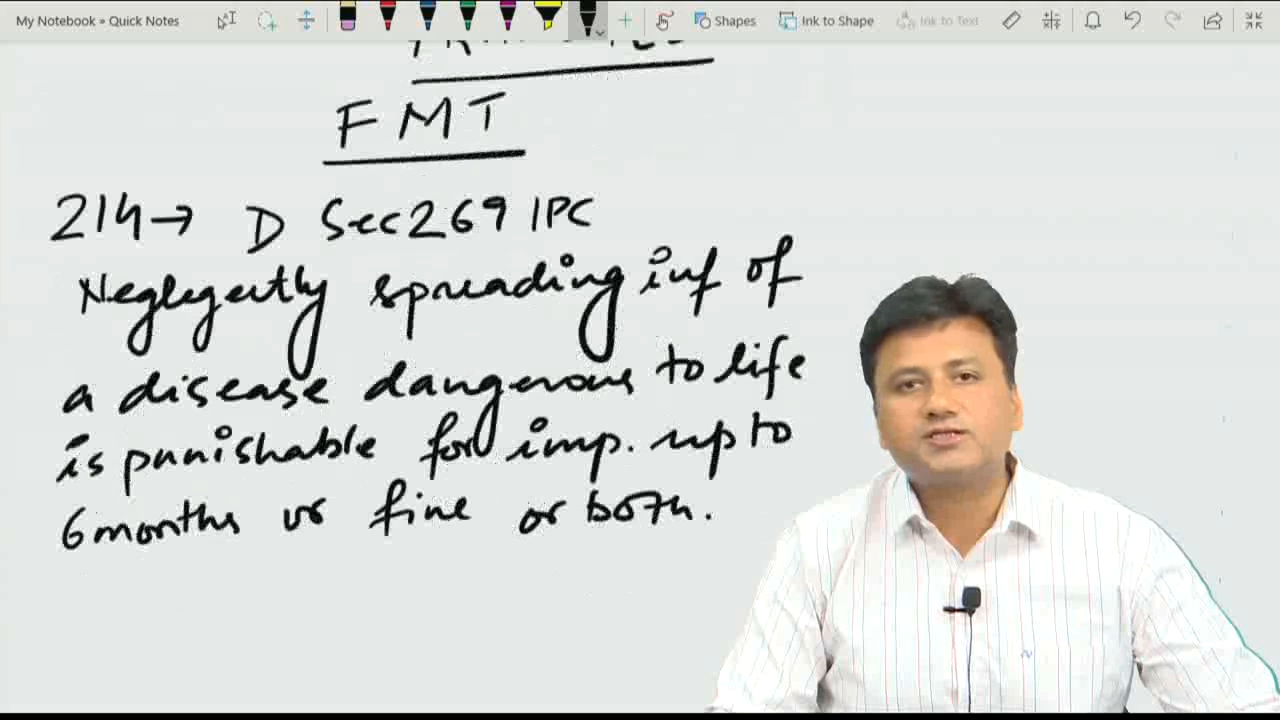 My Notebook » Quick Notes
Shapes
Ink to Shape
Ink to Text
FMT
214→ D Sec 269 IPC
Neglegertly spreading inf of
a disease dangerous to life
is punishable for imp. up to
6 months or fine or both.